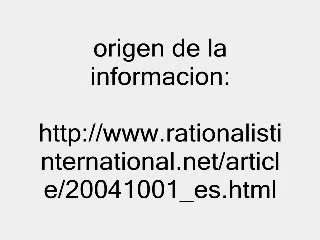 origen de la
informacion:
http://www.rationalisti
nternational.net/articl
e/20041001_es.html